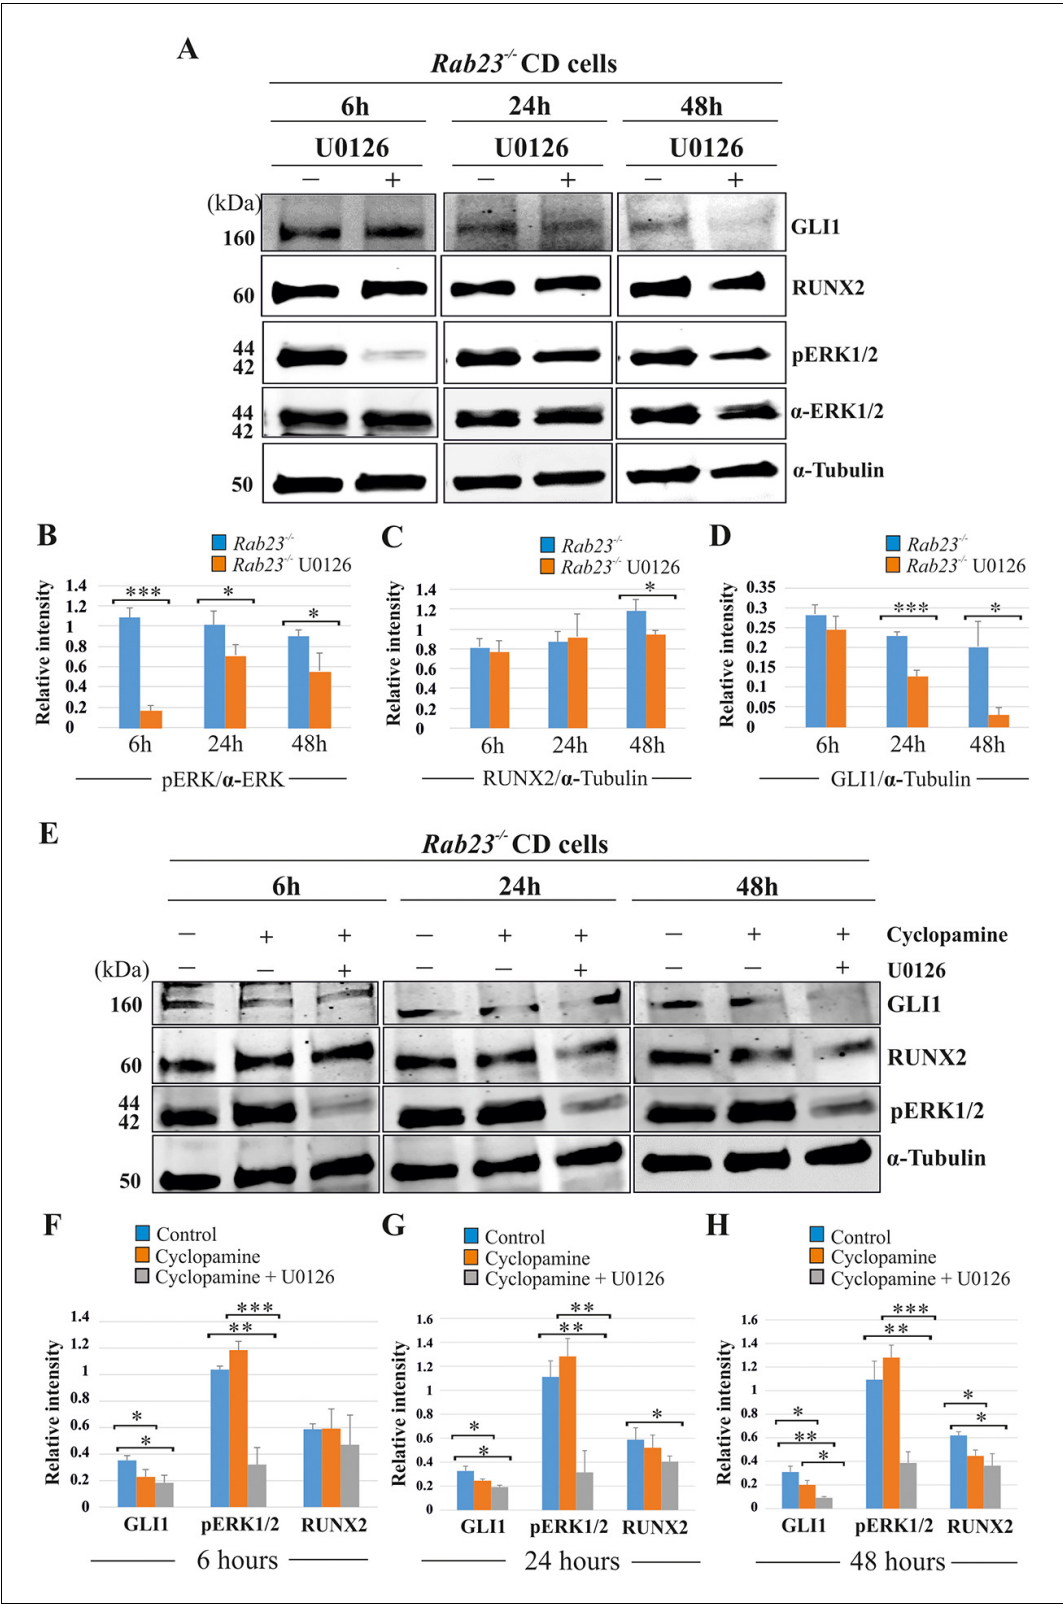 A
Rab23-/- CD cells
6h 24h 48h
U0126 U0126 U0126
– + – + – +
(kDa)
160 GLI1
60 RUNX2
44
42 pERK1/2
44
42 α-ERK1/2
50 α-Tubulin
B
Rab23-/-
Rab23-/- U0126
Relative intensity
1.4
1.2
1
0.8
0.6
0.4
0.2
0
*** * *
6h 24h 48h
pERK/α-ERK
C
Rab23-/-
Rab23-/- U0126
Relative intensity
1.4
1.2
1
0.8
0.6
0.4
0.2
0
*
6h 24h 48h
RUNX2/α-Tubulin
D
Rab23-/-
Rab23-/- U0126
Relative intensity
0.35
0.3
0.25
0.2
0.15
0.1
0.05
0
*** *
6h 24h 48h
GLI1/α-Tubulin
E
Rab23-/- CD cells
6h 24h 48h
– + + – + + – + + Cyclopamine
(kDa) – – + – – + – – + U0126
160 GLI1
60 RUNX2
44
42 pERK1/2
50 α-Tubulin
F
Control
Cyclopamine
Cyclopamine + U0126
Relative intensity
1.4
1.2
1
0.8
0.6
0.4
0.2
0
***
**
*
*
GLI1 pERK1/2 RUNX2
6 hours
G
Control
Cyclopamine
Cyclopamine + U0126
Relative intensity
1.6
1.4
1.2
1
0.8
0.6
0.4
0.2
0
**
**
* *
*
GLI1 pERK1/2 RUNX2
24 hours
H
Control
Cyclopamine
Cyclopamine + U0126
Relative intensity
1.6
1.4
1.2
1
0.8
0.6
0.4
0.2
0
***
**
* *
** *
*
GLI1 pERK1/2 RUNX2
48 hours